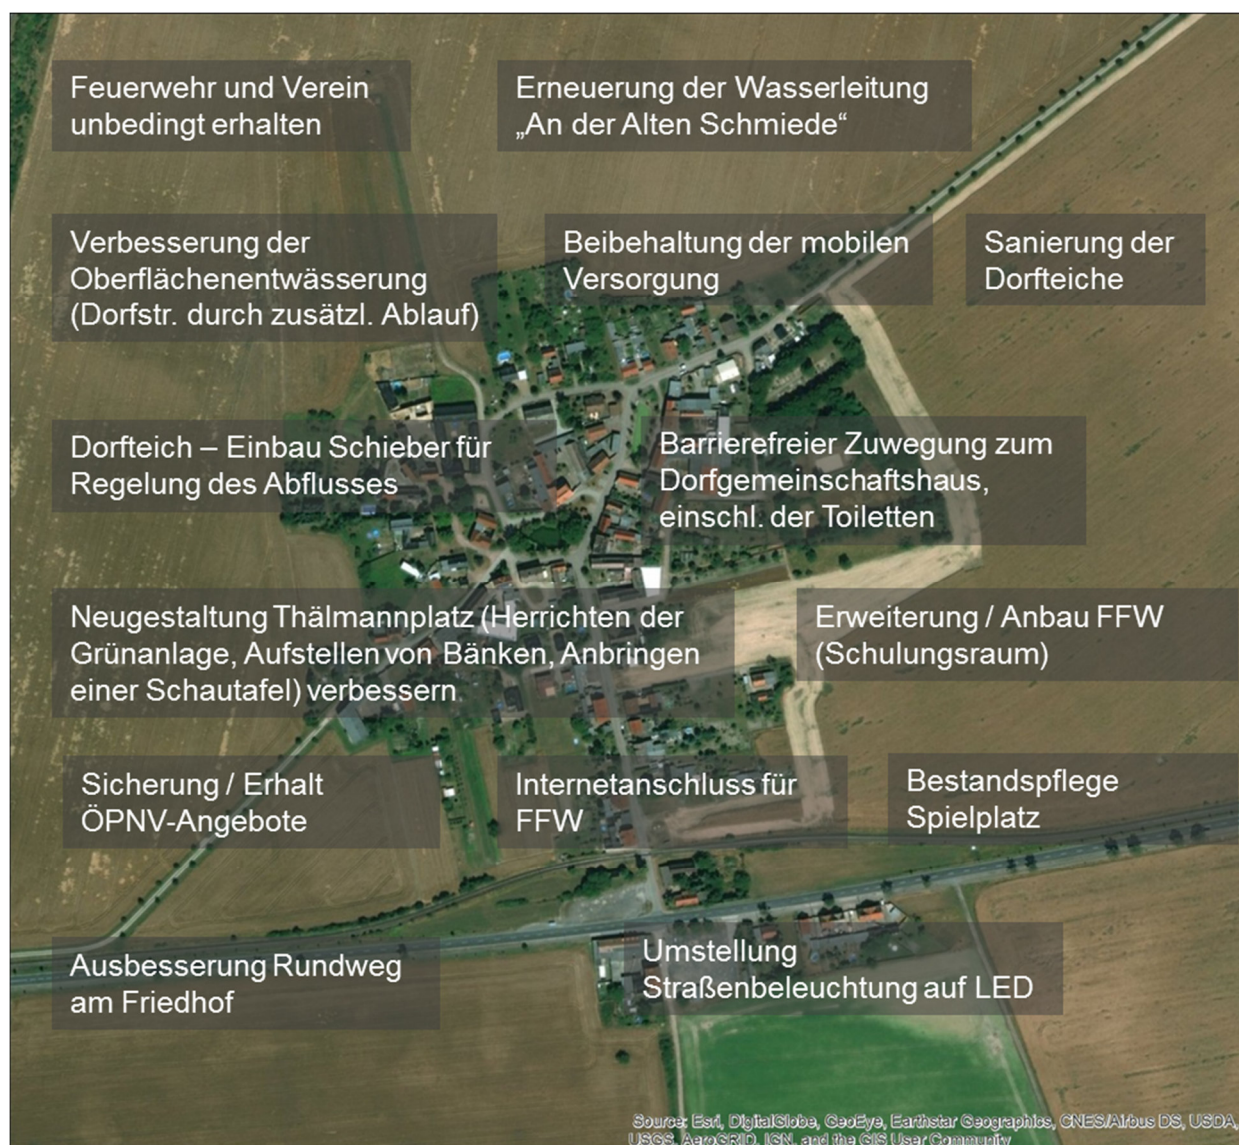 Feuerwehr und Verein
unbedingt erhalten
Erneuerung der Wasserleitung
„An der Alten Schmiede“
Verbesserung der
Oberflächenentwässerung
(Dorfstr. durch zusätzl. Ablauf)
Beibehaltung der mobilen
Versorgung
Sanierung der
Dorfteiche
Dorfteich – Einbau Schieber für
Regelung des Abflusses
Barrierefreier Zuwegung zum
Dorfgemeinschaftshaus,
einschl. der Toiletten
Neugestaltung Thälmannplatz (Herrichten der
Grünanlage, Aufstellen von Bänken, Anbringen
einer Schautafel) verbessern
Erweiterung / Anbau FFW
(Schulungsraum)
Sicherung / Erhalt
ÖPNV-Angebote
Internetanschluss für
FFW
Bestandspflege
Spielplatz
Ausbesserung Rundweg
am Friedhof
Umstellung
Straßenbeleuchtung auf LED
Source: Esri, DigitalGlobe, GeoEye, Earthstar Geographics, CNES/Airbus DS, USDA,
USGS, AeroGRID, IGN, and the GIS User Community